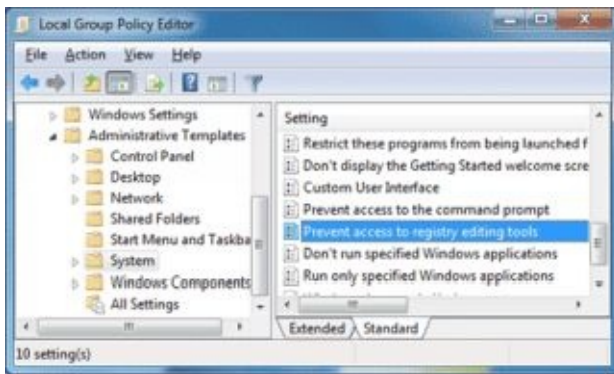 Local Group Policy Editor
File Action View Help
Windows Settings
Administrative Templates
Control Panel
Desktop
Network
Shared Folders
Start Menu and Taskba
System
Windows Components
All Settings
Setting
Restrict these programs from being launched f
Don't display the Getting Started welcome scre
Custom User Interface
Prevent access to the command prompt
Prevent access to registry editing tools
Don't run specified Windows applications
Run only specified Windows applications
Extended Standard
10 setting(s)